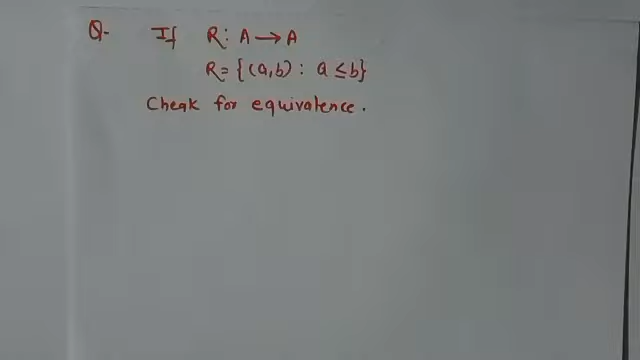 Q- If R: A → A
R = {(a,b) : a ≤ b}
Cheak for equivalence.